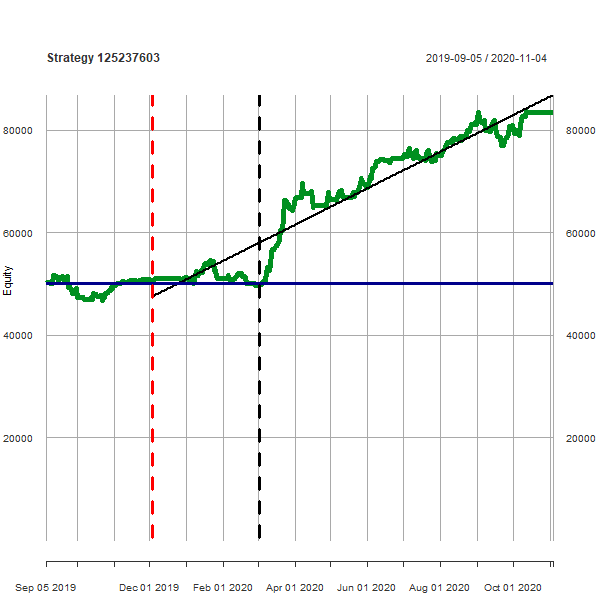 Strategy 125237603
2019-09-05 / 2020-11-04
80000
80000
60000
60000
Equity
40000
40000
20000
20000
Sep 05 2019
Dec 01 2019
Feb 01 2020
Apr 01 2020
Jun 01 2020
Aug 01 2020
Oct 01 2020